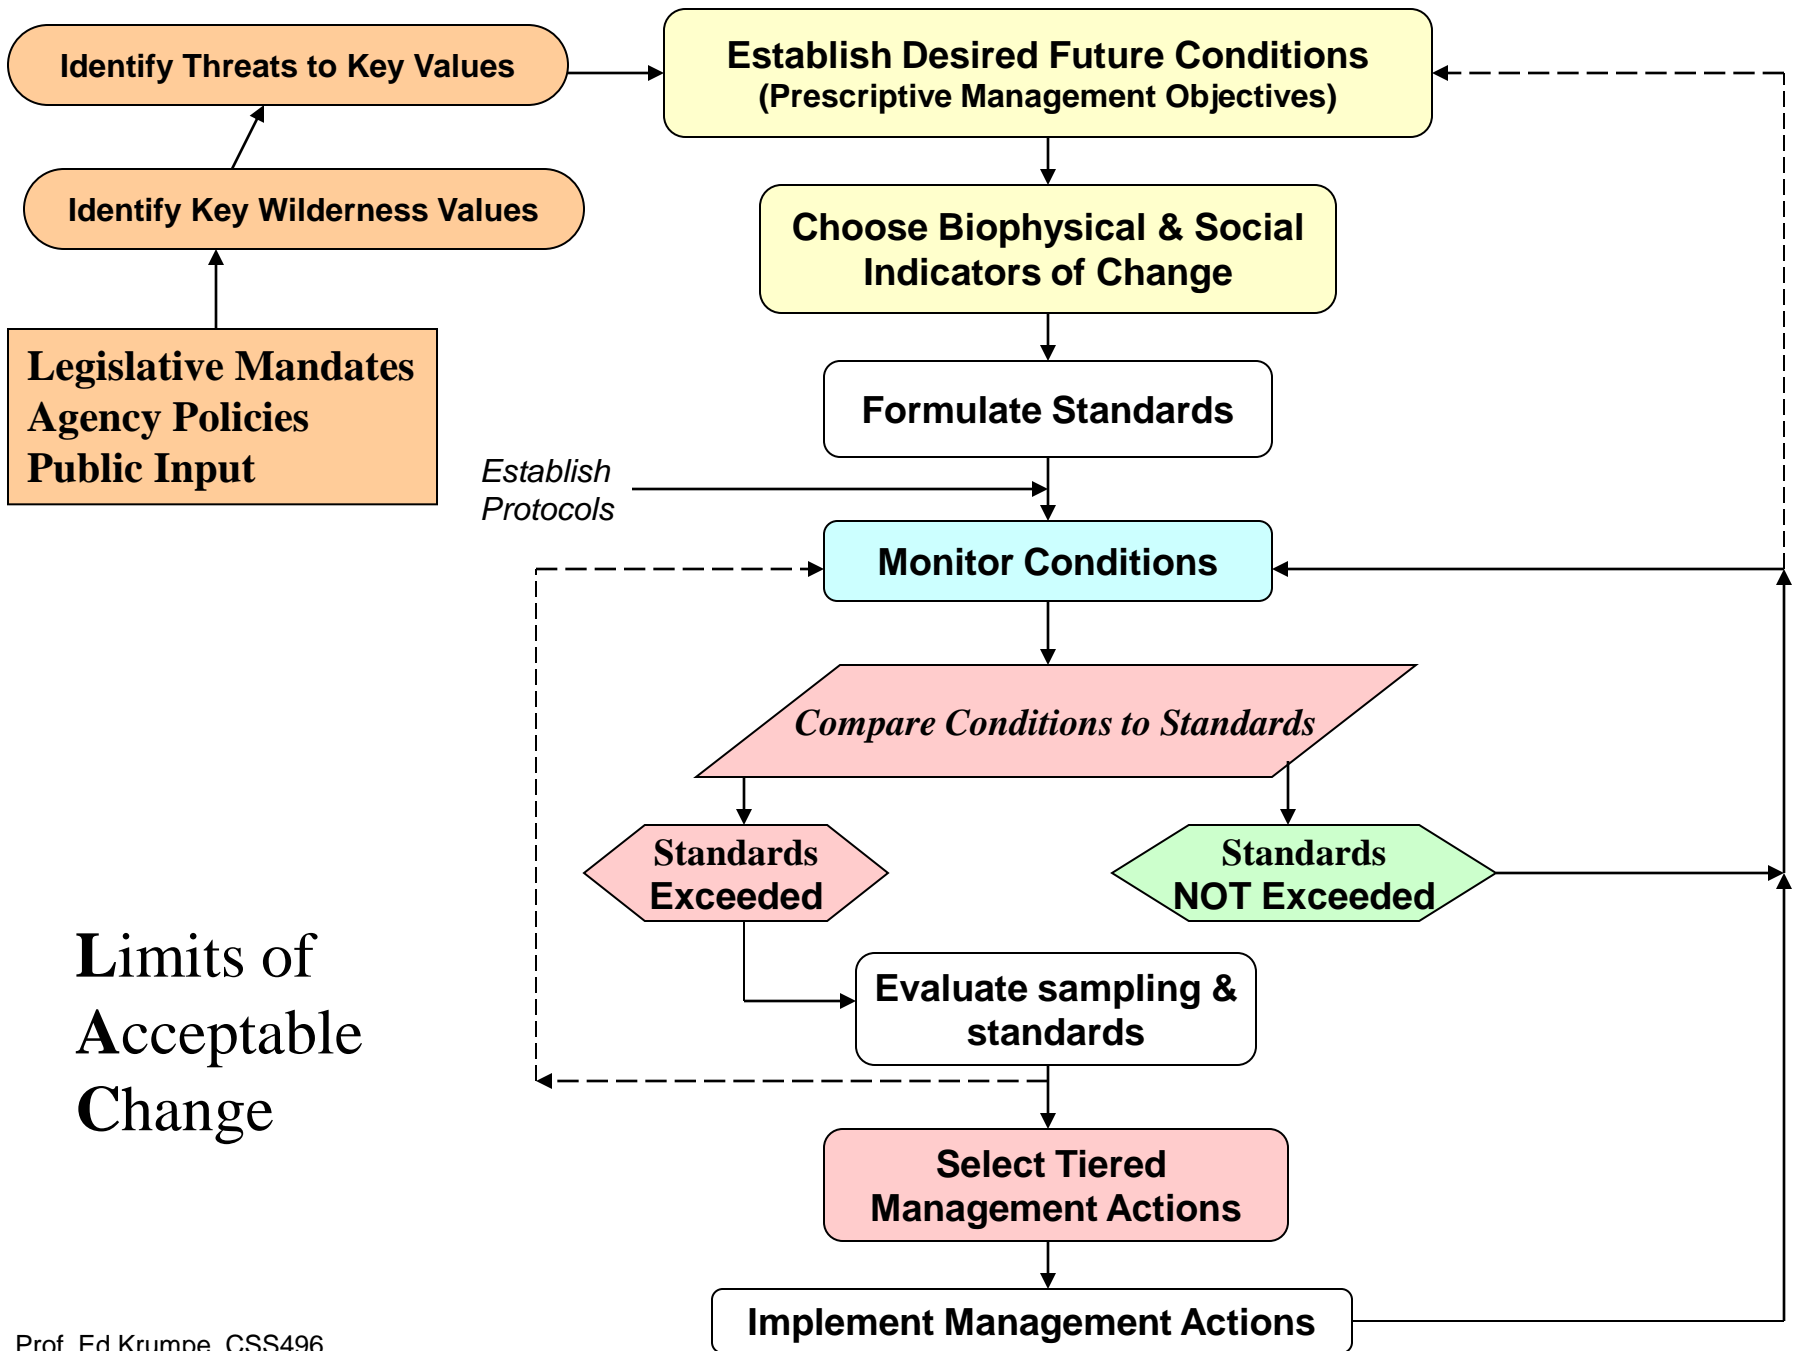 Identify Threats to Key Values
Establish Desired Future Conditions
(Prescriptive Management Objectives)
Identify Key Wilderness Values
Choose Biophysical & Social
Indicators of Change
Legislative Mandates
Agency Policies
Public Input
Formulate Standards
Establish
Protocols
Monitor Conditions
Compare Conditions to Standards
Standards
Exceeded
Standards
NOT Exceeded
Evaluate sampling &
standards
Limits of
Acceptable
Change
Select Tiered
Management Actions
Implement Management Actions
Prof. Ed Krumpe, CSS496